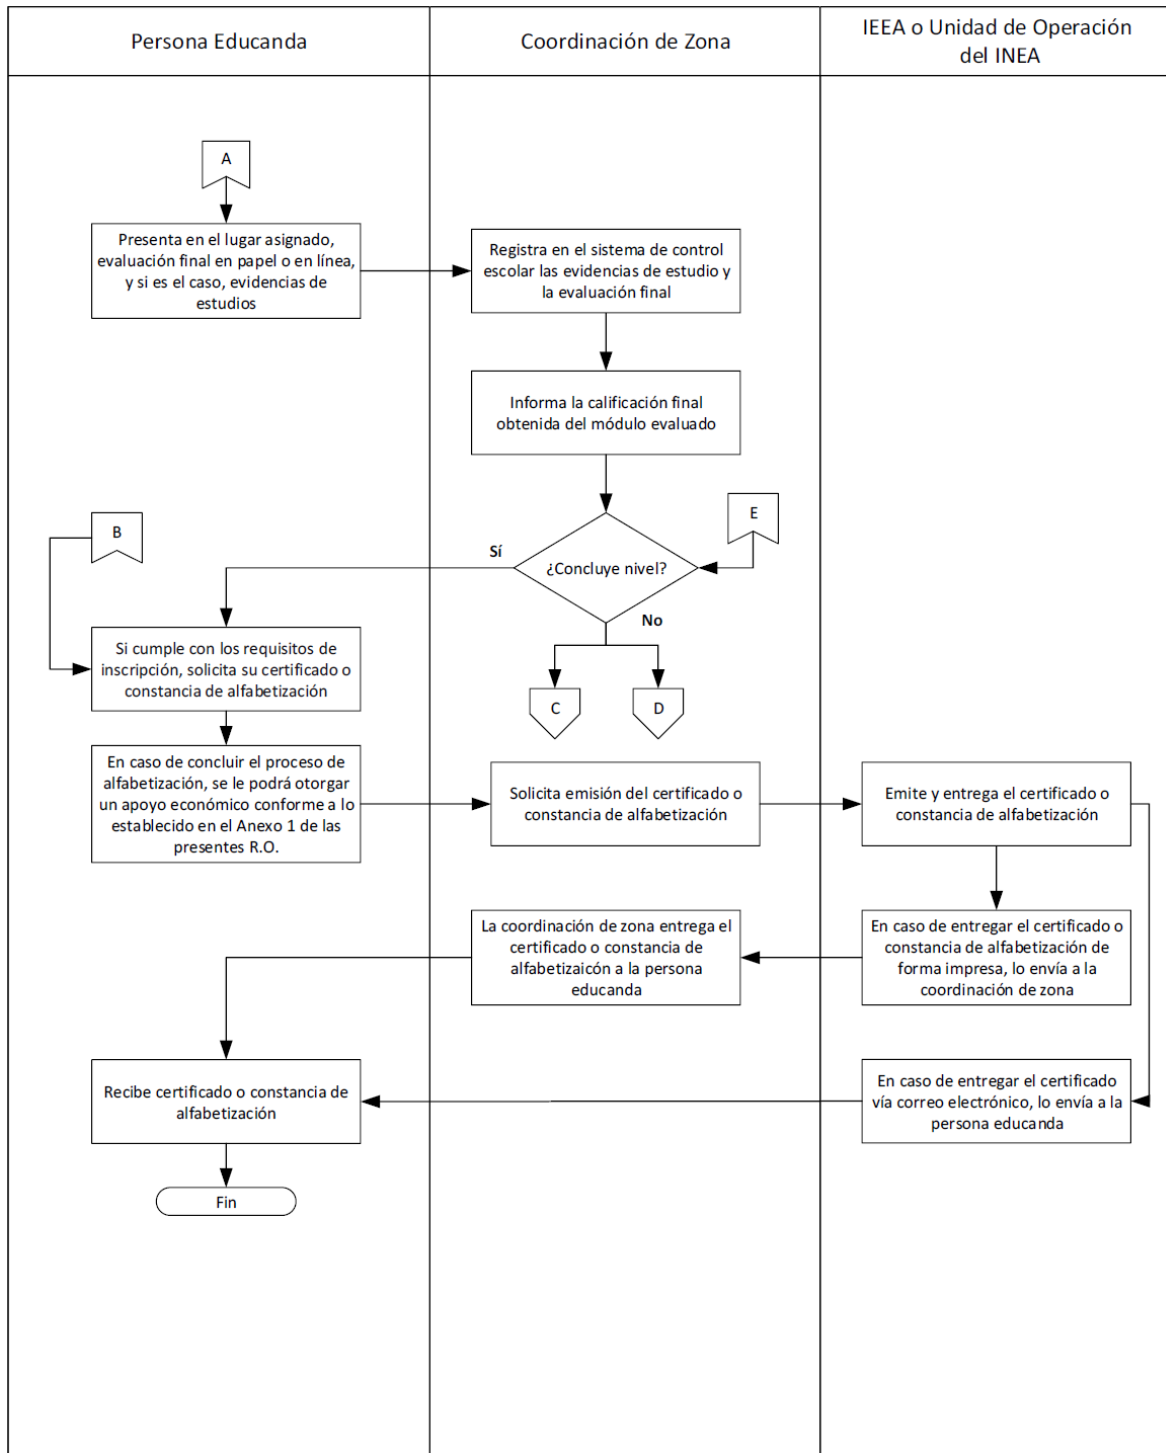 Persona Educanda
Coordinación de Zona
IEEA o Unidad de Operación
del INEA
A
Presenta en el lugar asignado,
evaluación final en papel o en línea,
y si es el caso, evidencias de
estudios
Registra en el sistema de control
escolar las evidencias de estudio y
la evaluación final
Informa la calificación final
obtenida del módulo evaluado
B
E
Sí
¿Concluye nivel?
No
Si cumple con los requisitos de
inscripción, solicita su certificado o
constancia de alfabetización
C
D
En caso de concluir el proceso de
alfabetización, se le podrá otorgar
un apoyo económico conforme a lo
establecido en el Anexo 1 de las
presentes R.O.
Solicita emisión del certificado o
constancia de alfabetización
Emite y entrega el certificado o
constancia de alfabetización
La coordinación de zona entrega el
certificado o constancia de
alfabetizaicón a la persona
educanda
En caso de entregar el certificado o
constancia de alfabetización de
forma impresa, lo envía a la
coordinación de zona
Recibe certificado o constancia de
alfabetización
En caso de entregar el certificado
vía correo electrónico, lo envía a la
persona educanda
Fin